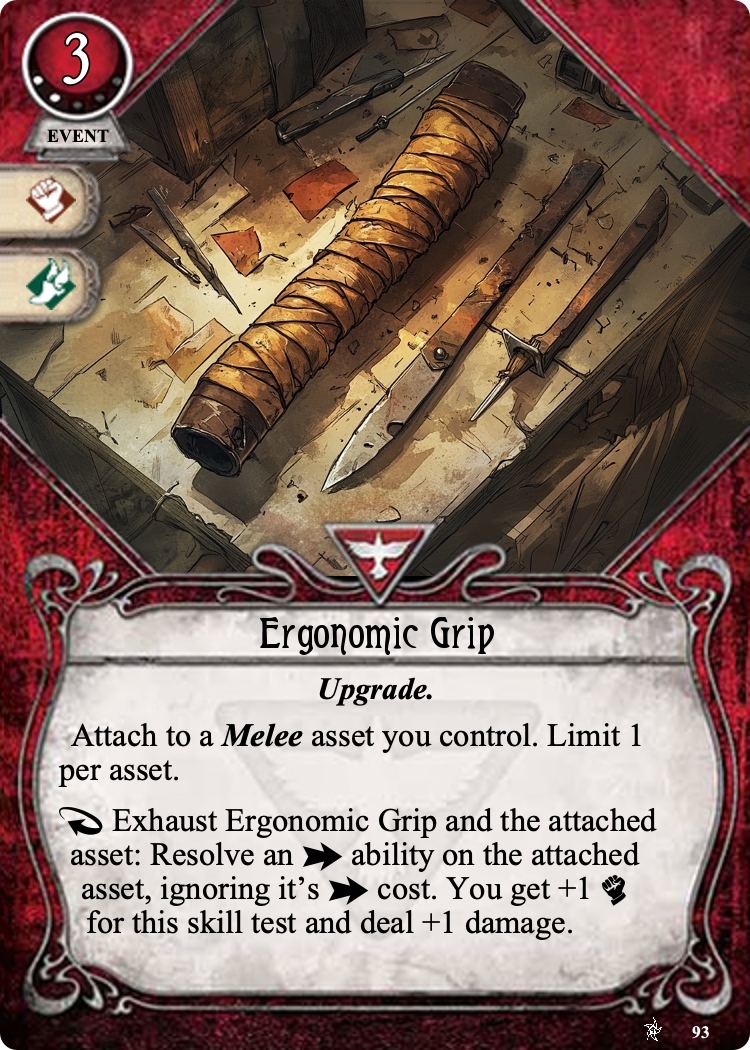 3
EVENT
Ergonomic Grip
Upgrade.
Attach to a Melee asset you control. Limit 1
per asset.
Exhaust Ergonomic Grip and the attached
asset: Resolve an ability on the attached
asset, ignoring it’s cost. You get +1
for this skill test and deal +1 damage.
93